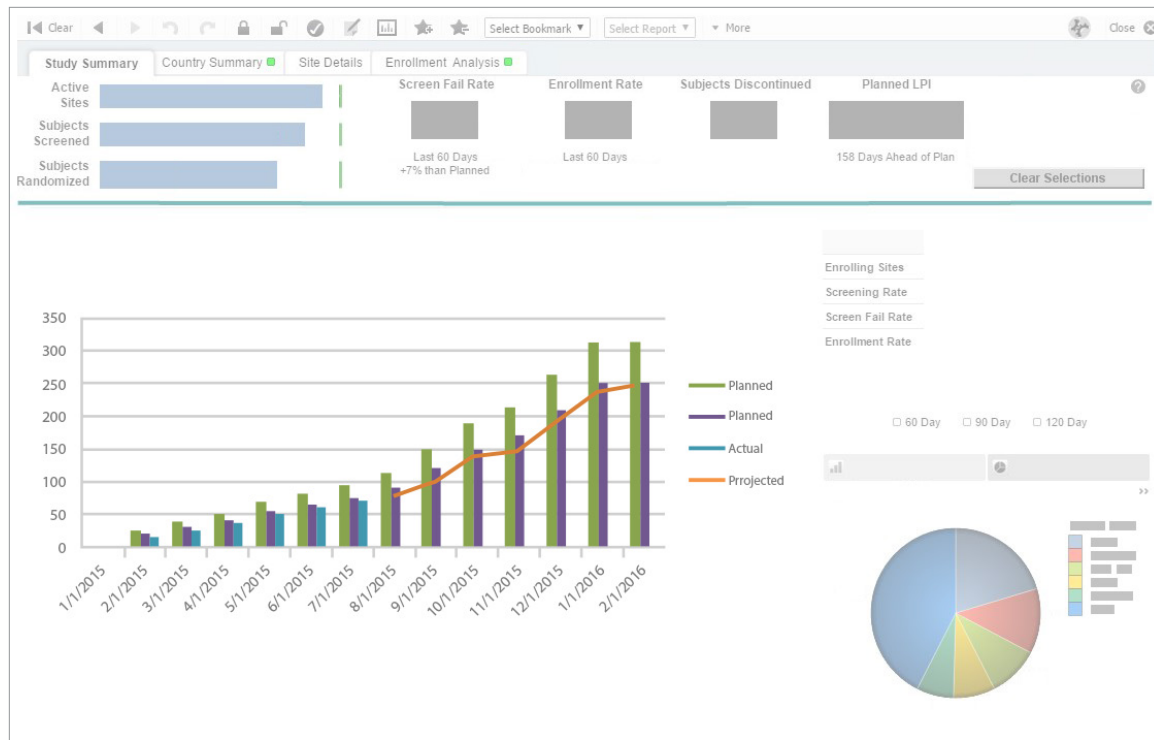 Clear
Select Bookmark
Select Report
More
Close
Study Summary
Country Summary
Site Details
Enrollment Analysis
Active
Sites
Subjects
Screened
Subjects
Randomized
Screen Fail Rate
Last 60 Days
+7% than Planned
Enrollment Rate
Last 60 Days
Subjects Discontinued
Planned LPI
158 Days Ahead of Plan
Clear Selections
Enrolling Sites
Screening Rate
Screen Fail Rate
Enrollment Rate
350
300
250
200
150
100
50
0
1/1/2015
2/1/2015
3/1/2015
4/1/2015
5/1/2015
6/1/2015
7/1/2015
8/1/2015
9/1/2015
10/1/2015
11/1/2015
12/1/2015
1/1/2016
2/1/2016
Planned
Planned
Actual
Prrojected
60 Day
90 Day
120 Day